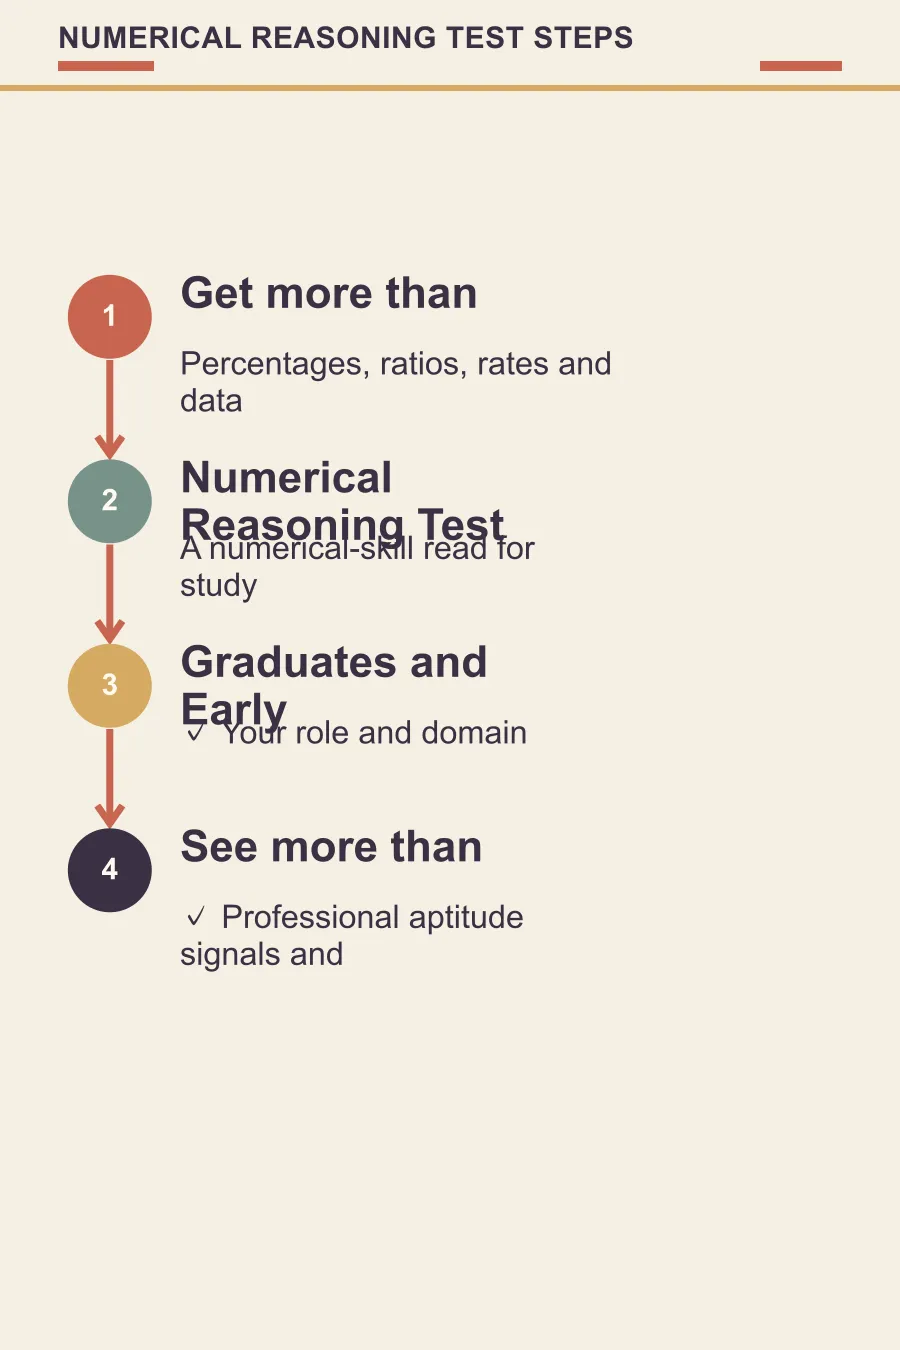 NUMERICAL REASONING TEST STEPS
1
Get more than
Percentages, ratios, rates and
data
2
Numerical
Reasoning Test
A numerical-skill read for
study
3
Graduates and
Early
✓ Your role and domain
4
See more than
✓ Professional aptitude
signals and